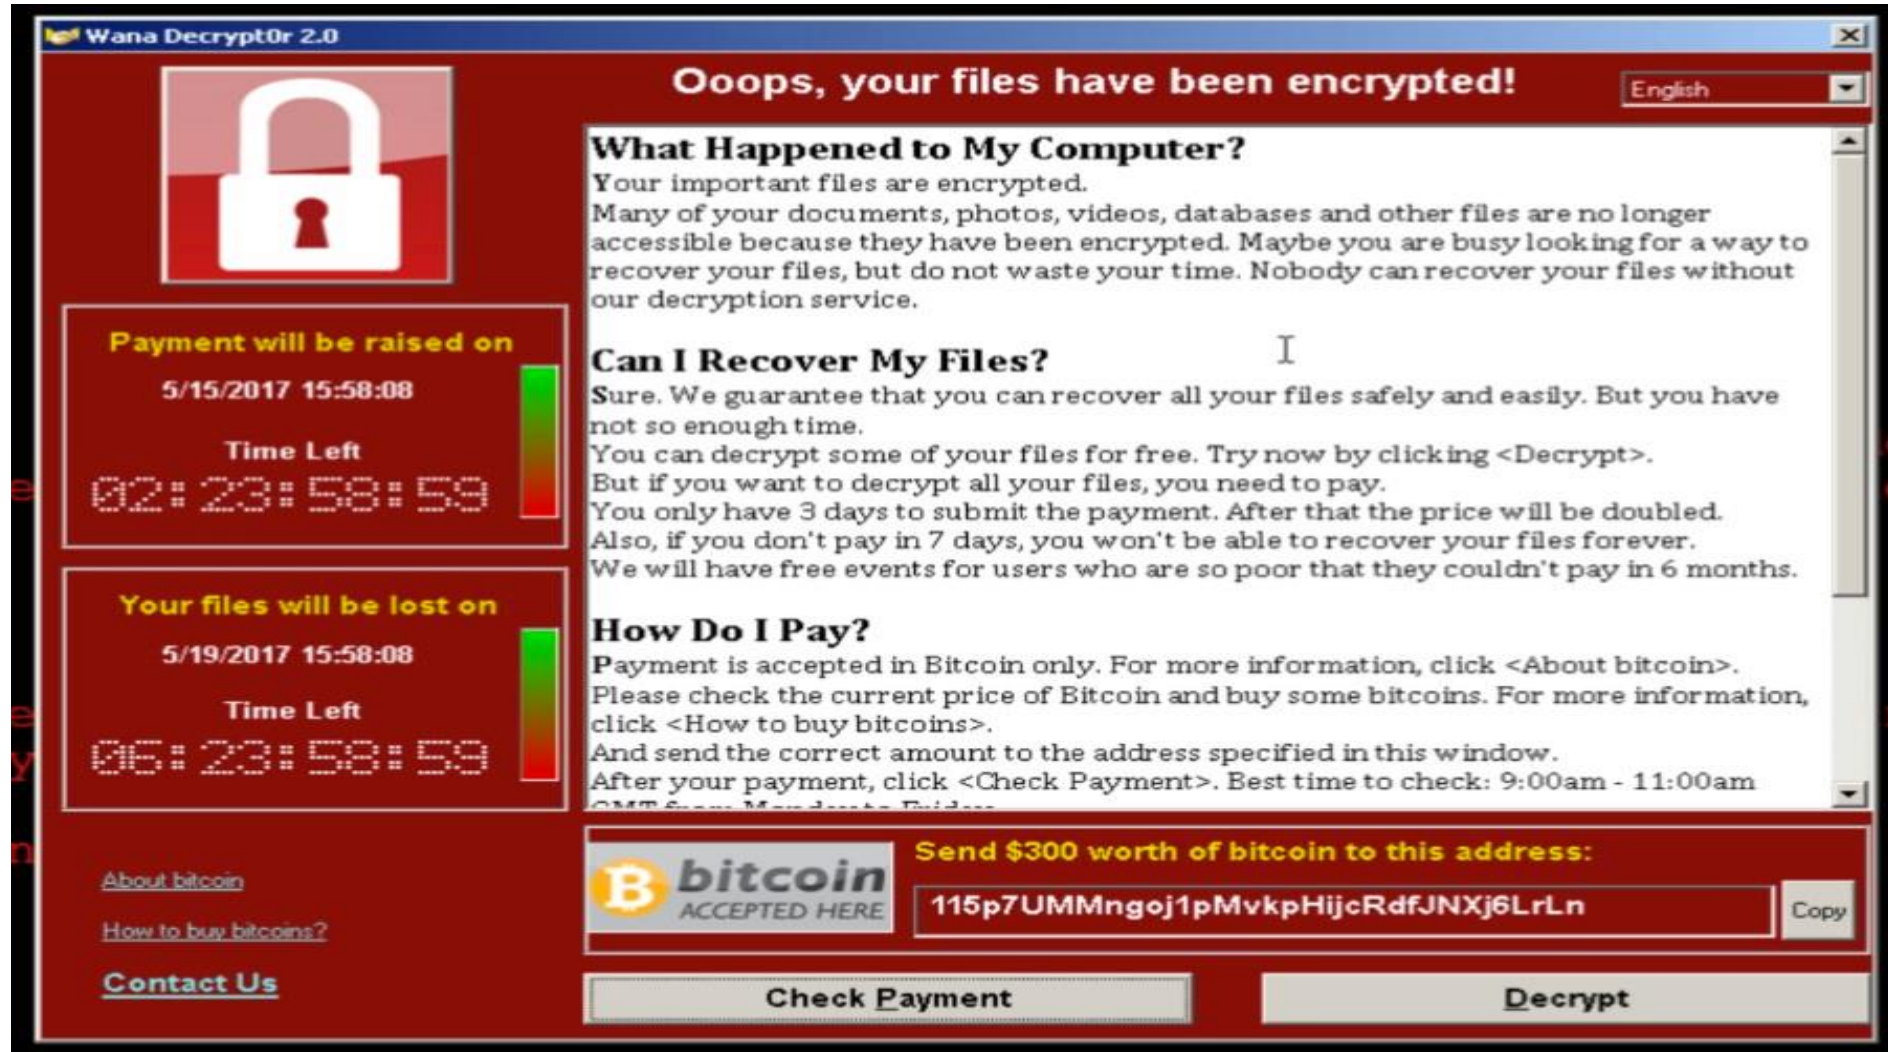 Wana Decrypt0r 2.0
Ooops, your files have been encrypted!
English
What Happened to My Computer?
Your important files are encrypted.
Many of your documents, photos, videos, databases and other files are no longer
accessible because they have been encrypted. Maybe you are busy looking for a way to
recover your files, but do not waste your time. Nobody can recover your files without
our decryption service.
Can I Recover My Files?
Sure. We guarantee that you can recover all your files safely and easily. But you have
not so enough time.
You can decrypt some of your files for free. Try now by clicking <Decrypt>.
But if you want to decrypt all your files, you need to pay.
You only have 3 days to submit the payment. After that the price will be doubled.
Also, if you don't pay in 7 days, you won't be able to recover your files forever.
We will have free events for users who are so poor that they couldn't pay in 6 months.
How Do I Pay?
Payment is accepted in Bitcoin only. For more information, click <About bitcoin>.
Please check the current price of Bitcoin and buy some bitcoins. For more information,
click <How to buy bitcoins>.
And send the correct amount to the address specified in this window.
After your payment, click <Check Payment>. Best time to check: 9:00am - 11:00am
GMT from Monday to Friday.
Payment will be raised on
5/15/2017 15:58:08
Time Left
02:23:58:59
Your files will be lost on
5/19/2017 15:58:08
Time Left
06:23:58:59
About bitcoin
How to buy bitcoins?
Contact Us
bitcoin
ACCEPTED HERE
Send $300 worth of bitcoin to this address:
115p7UMMngoj1pMvkpHijcRdfJNXj6LrLn
Copy
Check Payment
Decrypt